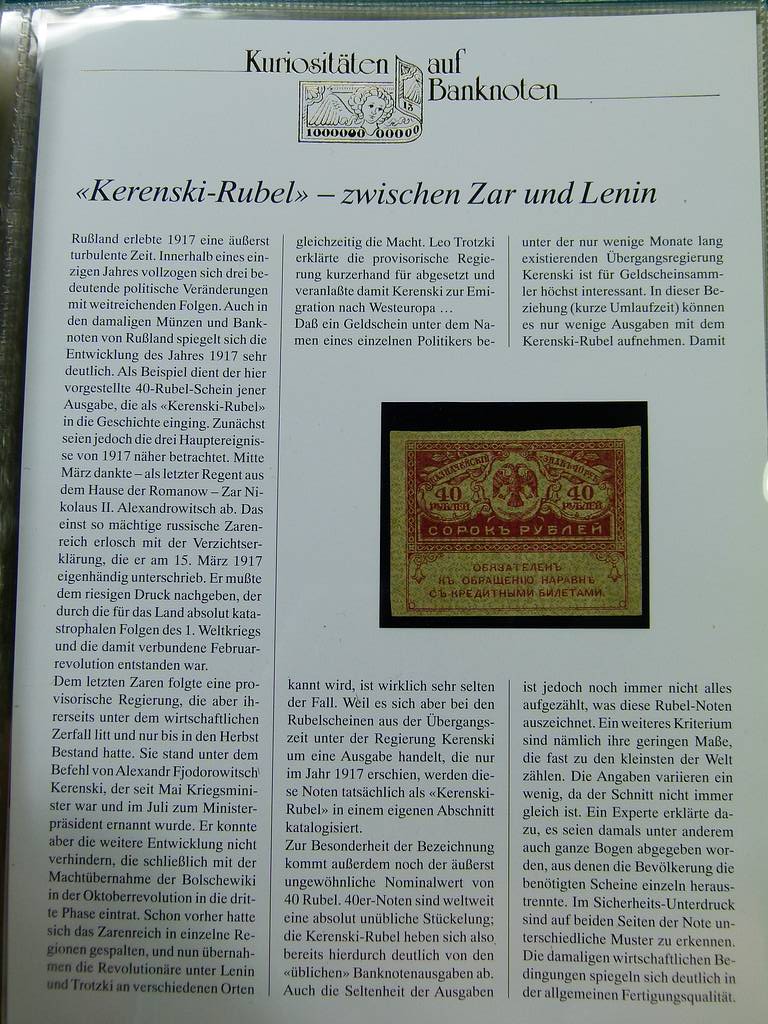 Kuriositäten auf
Banknoten
15
1000000 00000
«Kerenski-Rubel» – zwischen Zar und Lenin
Rußland erlebte 1917 eine äußerst
turbulente Zeit. Innerhalb eines ein-
zigen Jahres vollzogen sich drei be-
deutende politische Veränderungen
mit weitreichenden Folgen. Auch in
den damaligen Münzen und Bank-
noten von Rußland spiegelt sich die
Entwicklung des Jahres 1917 sehr
deutlich. Als Beispiel dient der hier
vorgestellte 40-Rubel-Schein jener
Ausgabe, die als «Kerenski-Rubel»
in die Geschichte einging. Zunächst
seien jedoch die drei Hauptereignis-
se von 1917 näher betrachtet. Mitte
März dankte – als letzter Regent aus
dem Hause der Romanow – Zar Ni-
kolaus II. Alexandrowitsch ab. Das
einst so mächtige russische Zaren-
reich erlosch mit der Verzichtser-
klärung, die er am 15. März 1917
eigenhändig unterschrieb. Er mußte
dem riesigen Druck nachgeben, der
durch die für das Land absolut kata-
strophalen Folgen des 1. Weltkriegs
und die damit verbundene Februar-
revolution entstanden war.
Dem letzten Zaren folgte eine pro-
visorische Regierung, die aber ih-
rerseits unter dem wirtschaftlichen
Zerfall litt und nur bis in den Herbst
Bestand hatte. Sie stand unter dem
Befehl von Alexandr Fjodorowitsch
Kerenski, der seit Mai Kriegsmini-
ster war und im Juli zum Minister-
präsident ernannt wurde. Er konnte
aber die weitere Entwicklung nicht
verhindern, die schließlich mit der
Machtübernahme der Bolschewiki
in der Oktoberrevolution in die drit-
te Phase eintrat. Schon vorher hatte
sich das Zarenreich in einzelne Re-
gionen gespalten, und nun übernah-
men die Revolutionäre unter Lenin
und Trotzki an verschiedenen Orten
gleichzeitig die Macht. Leo Trotzki
erklärte die provisorische Regie-
rung kurzerhand für abgesetzt und
veranlaßte damit Kerenski zur Emi-
gration nach Westeuropa ...
Daß ein Geldschein unter dem Na-
men eines einzelnen Politikers be-
kannt wird, ist wirklich sehr selten
der Fall. Weil es sich aber bei den
Rubelscheinen aus der Übergangs-
zeit unter der Regierung Kerenski
um eine Ausgabe handelt, die nur
im Jahr 1917 erschien, werden die-
se Noten tatsächlich als «Kerenski-
Rubel» in einem eigenen Abschnitt
katalogisiert.
Zur Besonderheit der Bezeichnung
kommt außerdem noch der äußerst
ungewöhnliche Nominalwert von
40 Rubel. 40er-Noten sind weltweit
eine absolut unübliche Stückelung;
die Kerenski-Rubel heben sich also
bereits hierdurch deutlich von den
«üblichen» Banknotenausgaben ab.
Auch die Seltenheit der Ausgaben
unter der nur wenige Monate lang
existierenden Übergangsregierung
Kerenski ist für Geldscheinsamm-
ler höchst interessant. In dieser Be-
ziehung (kurze Umlaufzeit) können
es nur wenige Ausgaben mit dem
Kerenski-Rubel aufnehmen. Damit
ist jedoch noch immer nicht alles
aufgezählt, was diese Rubel-Noten
auszeichnet. Ein weiteres Kriterium
sind nämlich ihre geringen Maße,
die fast zu den kleinsten der Welt
zählen. Die Angaben variieren ein
wenig, da der Schnitt nicht immer
gleich ist. Ein Experte erklärte da-
zu, es seien damals unter anderem
auch ganze Bogen abgegeben wor-
den, aus denen die Bevölkerung die
benötigten Scheine einzeln heraus-
trennte. Im Sicherheits-Unterdruck
sind auf beiden Seiten der Note un-
terschiedliche Muster zu erkennen.
Die damaligen wirtschaftlichen Be-
dingungen spiegeln sich deutlich in
der allgemeinen Fertigungsqualität.
КАЗНАЧЕЙСКІЙ ЗНАКЪ
40 40
РУБЛЕЙ РУБЛЕЙ
СОРОКЪ РУБЛЕЙ
ОБЯЗАТЕЛЕНЪ
КЪ ОБРАЩЕНІЮ НАРАВНѢ
СЪ КРЕДИТНЫМИ БИЛЕТАМИ.